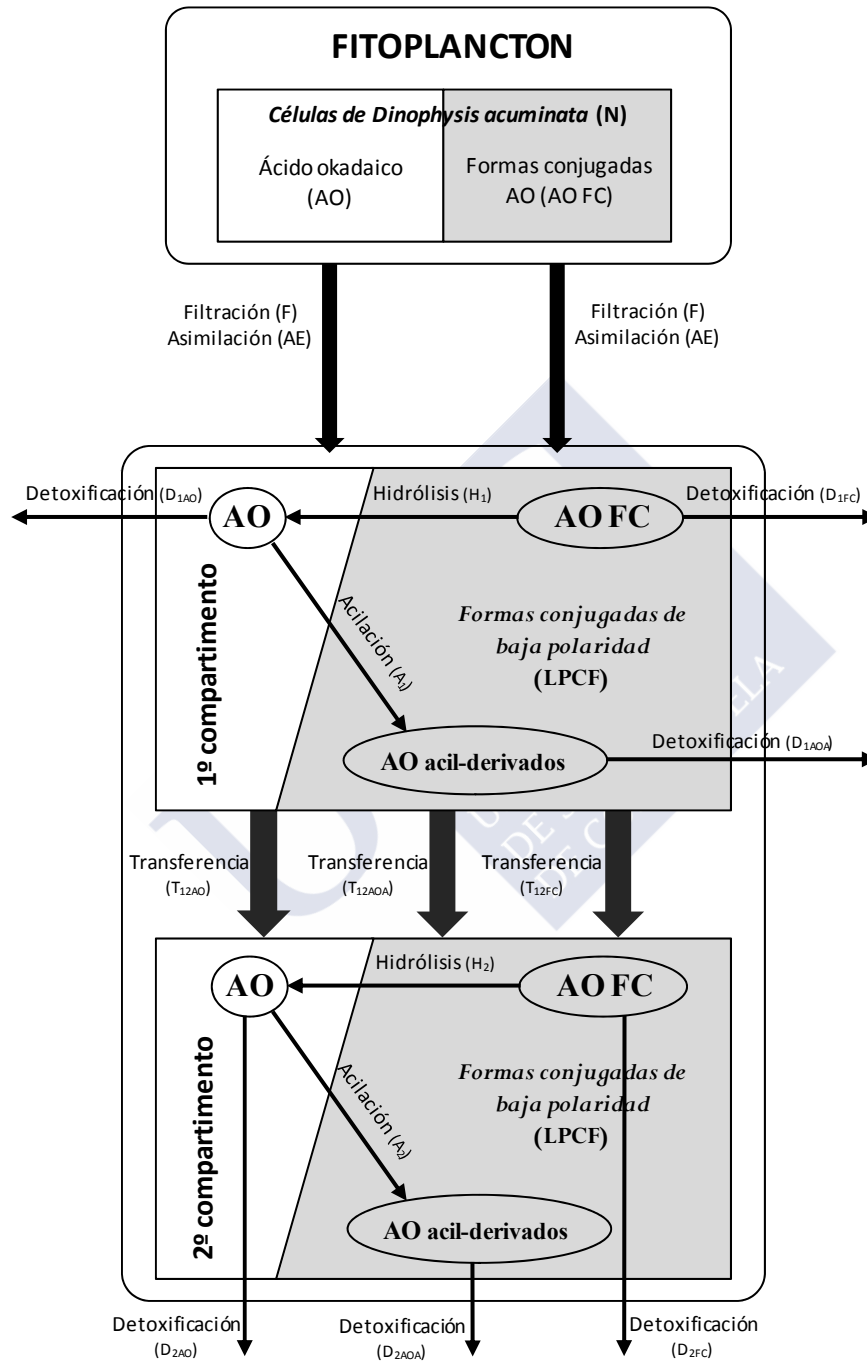 FITOPLANCTON
Células de Dinophysis acuminata (N)
Ácido okadaico
(AO)
Formas conjugadas
AO (AO FC)
Filtración (F)
Asimilación (AE)
Filtración (F)
Asimilación (AE)
Detoxificación (D1AO)
Hidrólisis (H1)
Detoxificación (D1FC)
AO
AO FC
1º compartimento
Acilación (A1)
Formas conjugadas de
baja polaridad
(LPCF)
Detoxificación (D1AOA)
AO acil-derivados
Transferencia
(T12AO)
Transferencia
(T12AOA)
Transferencia
(T12FC)
Hidrólisis (H2)
AO
AO FC
2º compartimento
Acilación (A2)
Formas conjugadas de
baja polaridad
(LPCF)
AO acil-derivados
Detoxificación
(D2AO)
Detoxificación
(D2AOA)
Detoxificación
(D2FC)